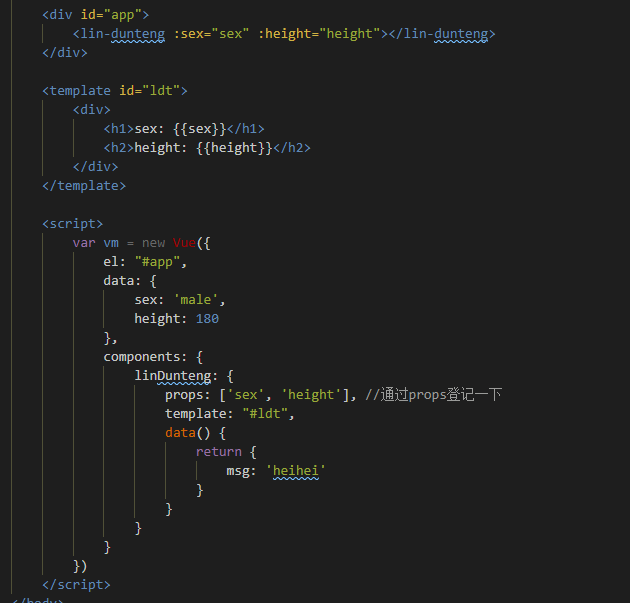 <div id="app">
<lin-dunteng :sex="sex" :height="height"></lin-dunteng>
</div>
<template id="ldt">
<div>
<h1>sex: {{sex}}</h1>
<h2>height: {{height}}</h2>
</div>
</template>
<script>
var vm = new Vue({
el: "#app",
data: {
sex: 'male',
height: 180
},
components: {
linDunteng: {
props: ['sex', 'height'], //通过props登记一下
template: "#ldt",
data() {
return {
msg: 'heihei'
}
}
}
}
})
</script>
</body>